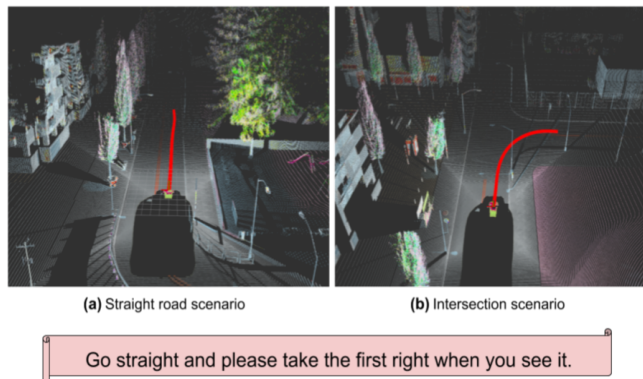 (a) Straight road scenario
(b) Intersection scenario
Go straight and please take the first right when you see it.